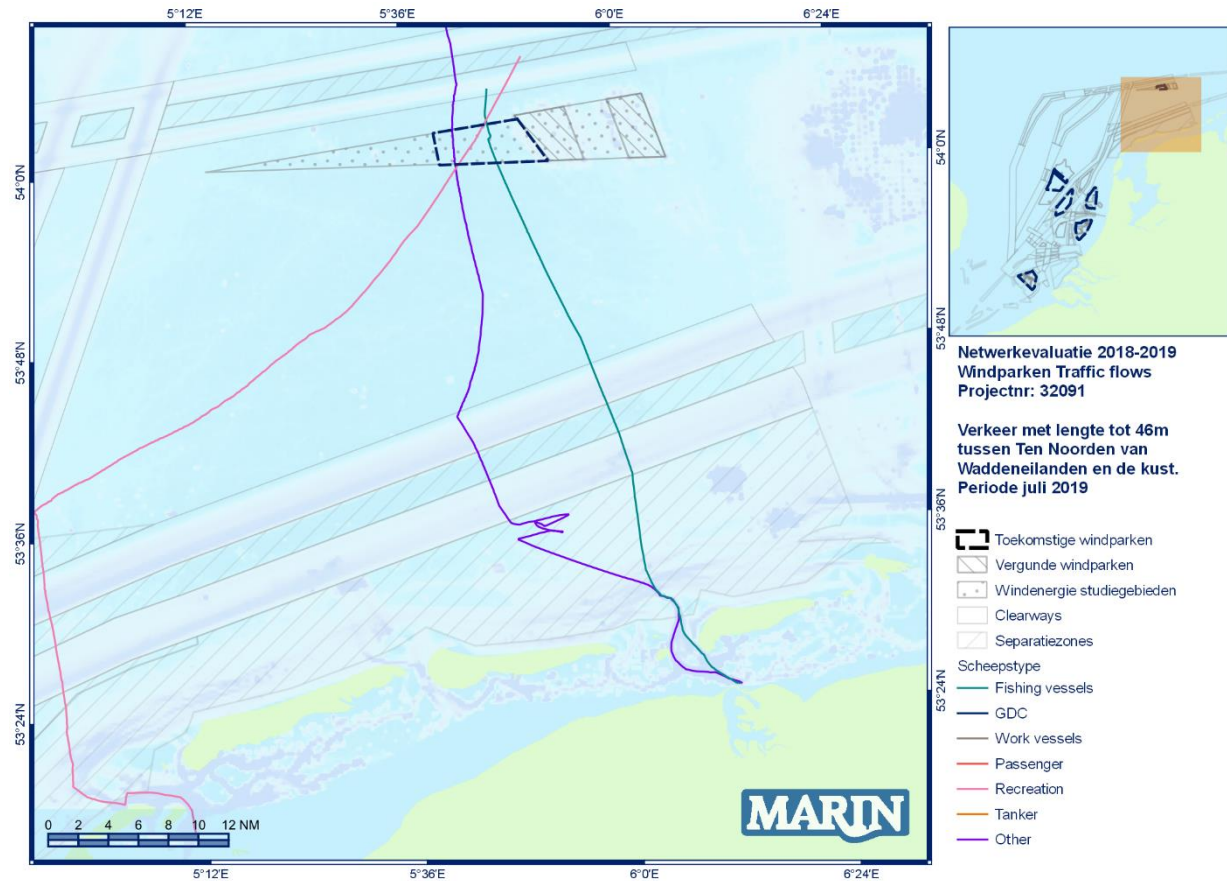 5°12'E
5°36'E
6°0'E
6°24'E
54°0'N
53°48'N
53°36'N
53°24'N
54°0'N
53°48'N
53°36'N
53°24'N
0 2 4 6 8 10 12 NM
MARIN
5°12'E
5°36'E
6°0'E
6°24'E
Netwerkevaluatie 2018-2019
Windparken Traffic flows
Projectnr: 32091
Verkeer met lengte tot 46m
tussen Ten Noorden van
Waddeneilanden en de kust.
Periode juli 2019
Toekomstige windparken
Vergunde windparken
Windenergie studiegebieden
Clearways
Separatiezones
Scheepstype
Fishing vessels
GDC
Work vessels
Passenger
Recreation
Tanker
Other